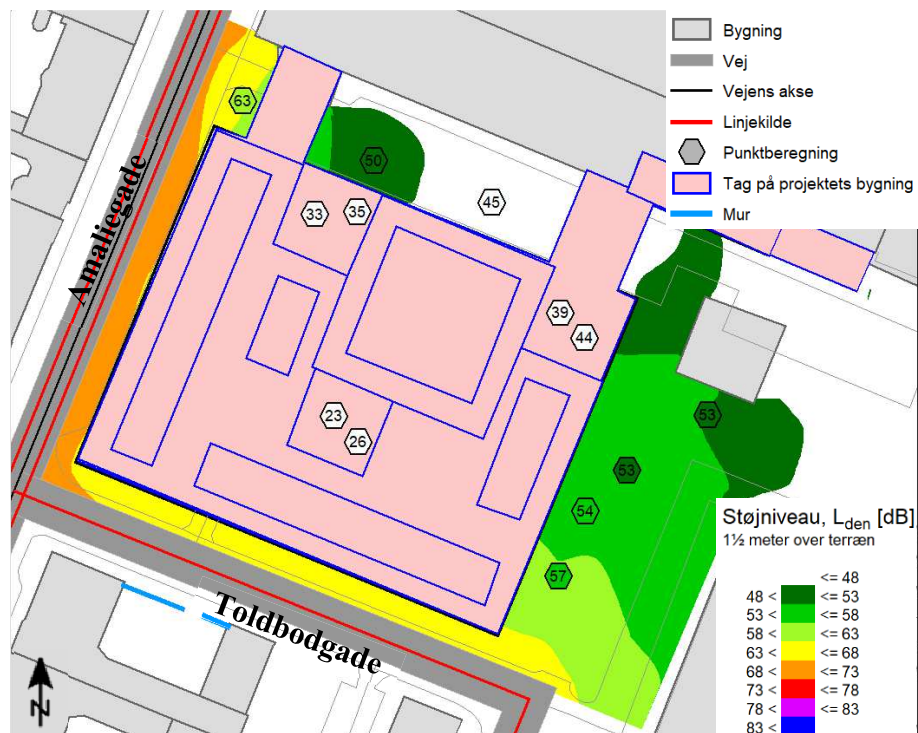 Bygning
Vej
Vejens akse
Linjekilde
Punktberegning
Tag på projektets bygning
Mur
63
50
45
33
35
Amaliegade
39
44
23
26
53
53
54
57
Toldbodgade
N
Støjniveau, Lden [dB]
1½ meter over terræn
<= 48
48 < <= 53
53 < <= 58
58 < <= 63
63 < <= 68
68 < <= 73
73 < <= 78
78 < <= 83
83 <